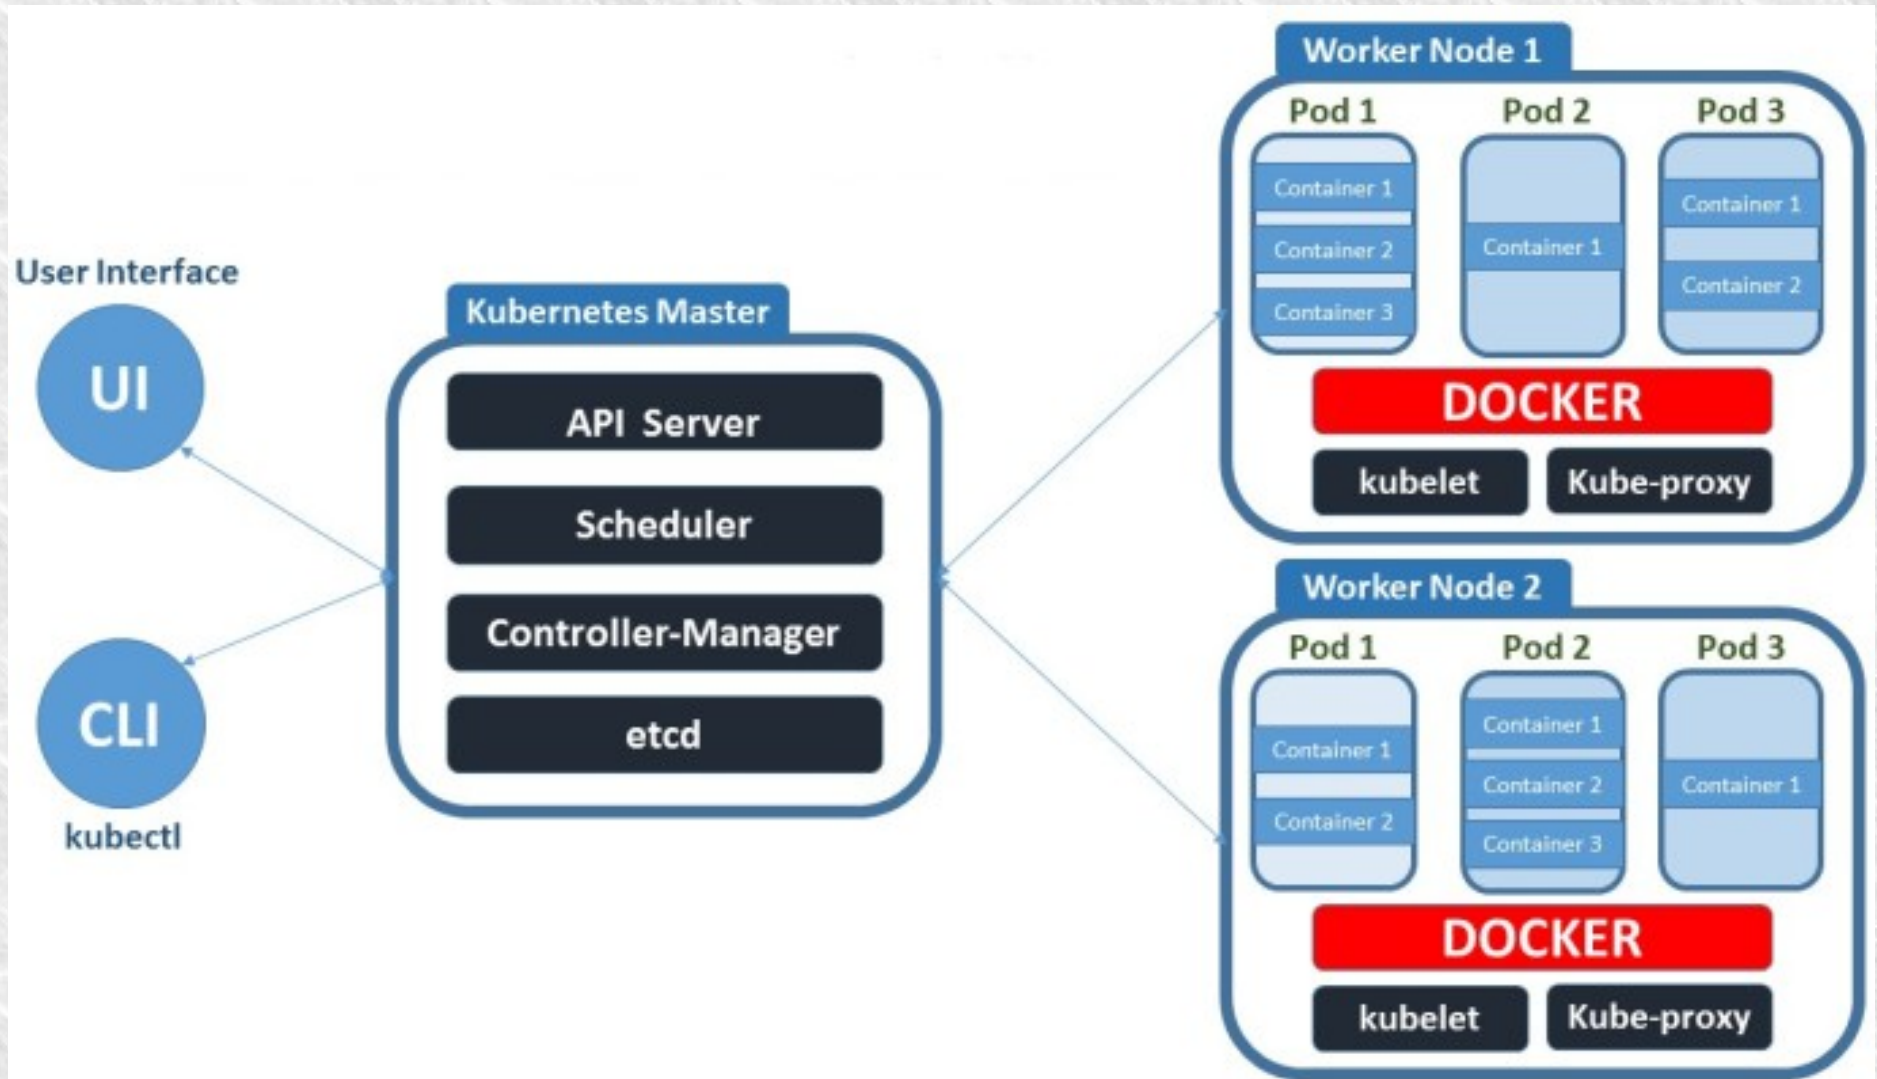 User Interface
UI
CLI
kubectl
Kubernetes Master
API Server
Scheduler
Controller-Manager
etcd
Worker Node 1
Pod 1 Pod 2 Pod 3
Container 1
Container 2
Container 3
Container 1
Container 1
Container 2
DOCKER
kubelet Kube-proxy
Worker Node 2
Pod 1 Pod 2 Pod 3
Container 1
Container 2
Container 1
Container 2
Container 3
Container 1
DOCKER
kubelet Kube-proxy